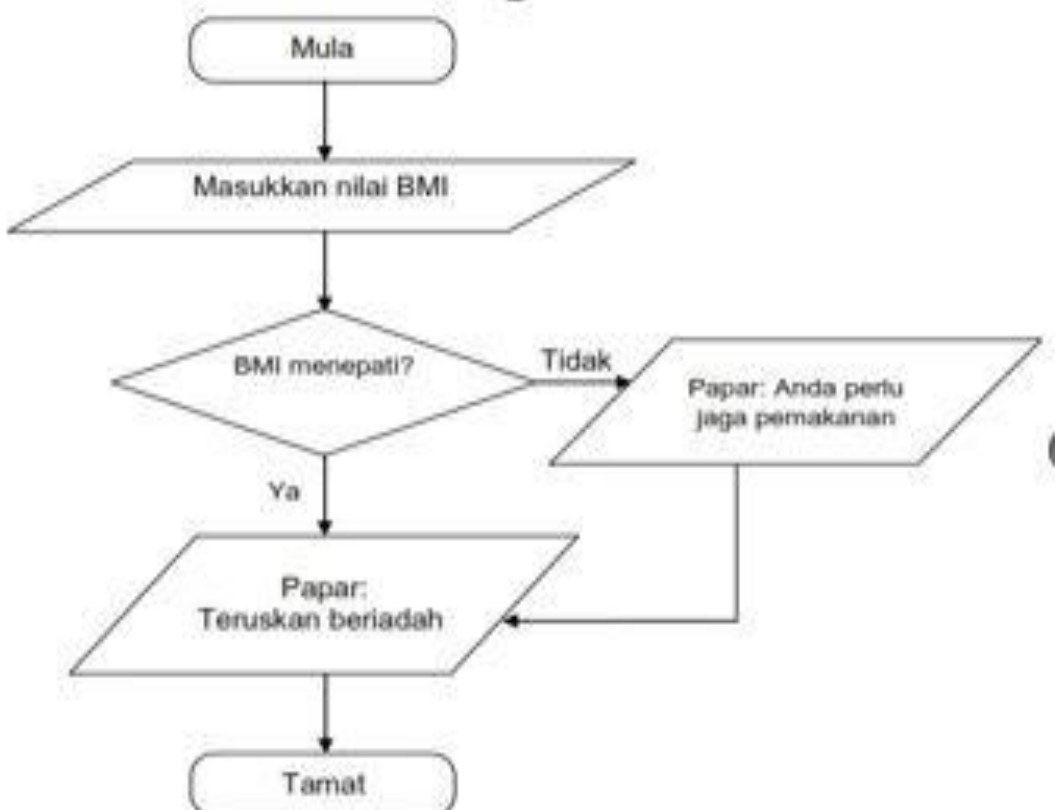 Mula
Masukkan nilai BMI
BMI menepati?
Tidak
Papar: Anda perlu
jaga pemakanan
Ya
Papar:
Teruskan beriadah
Tamat